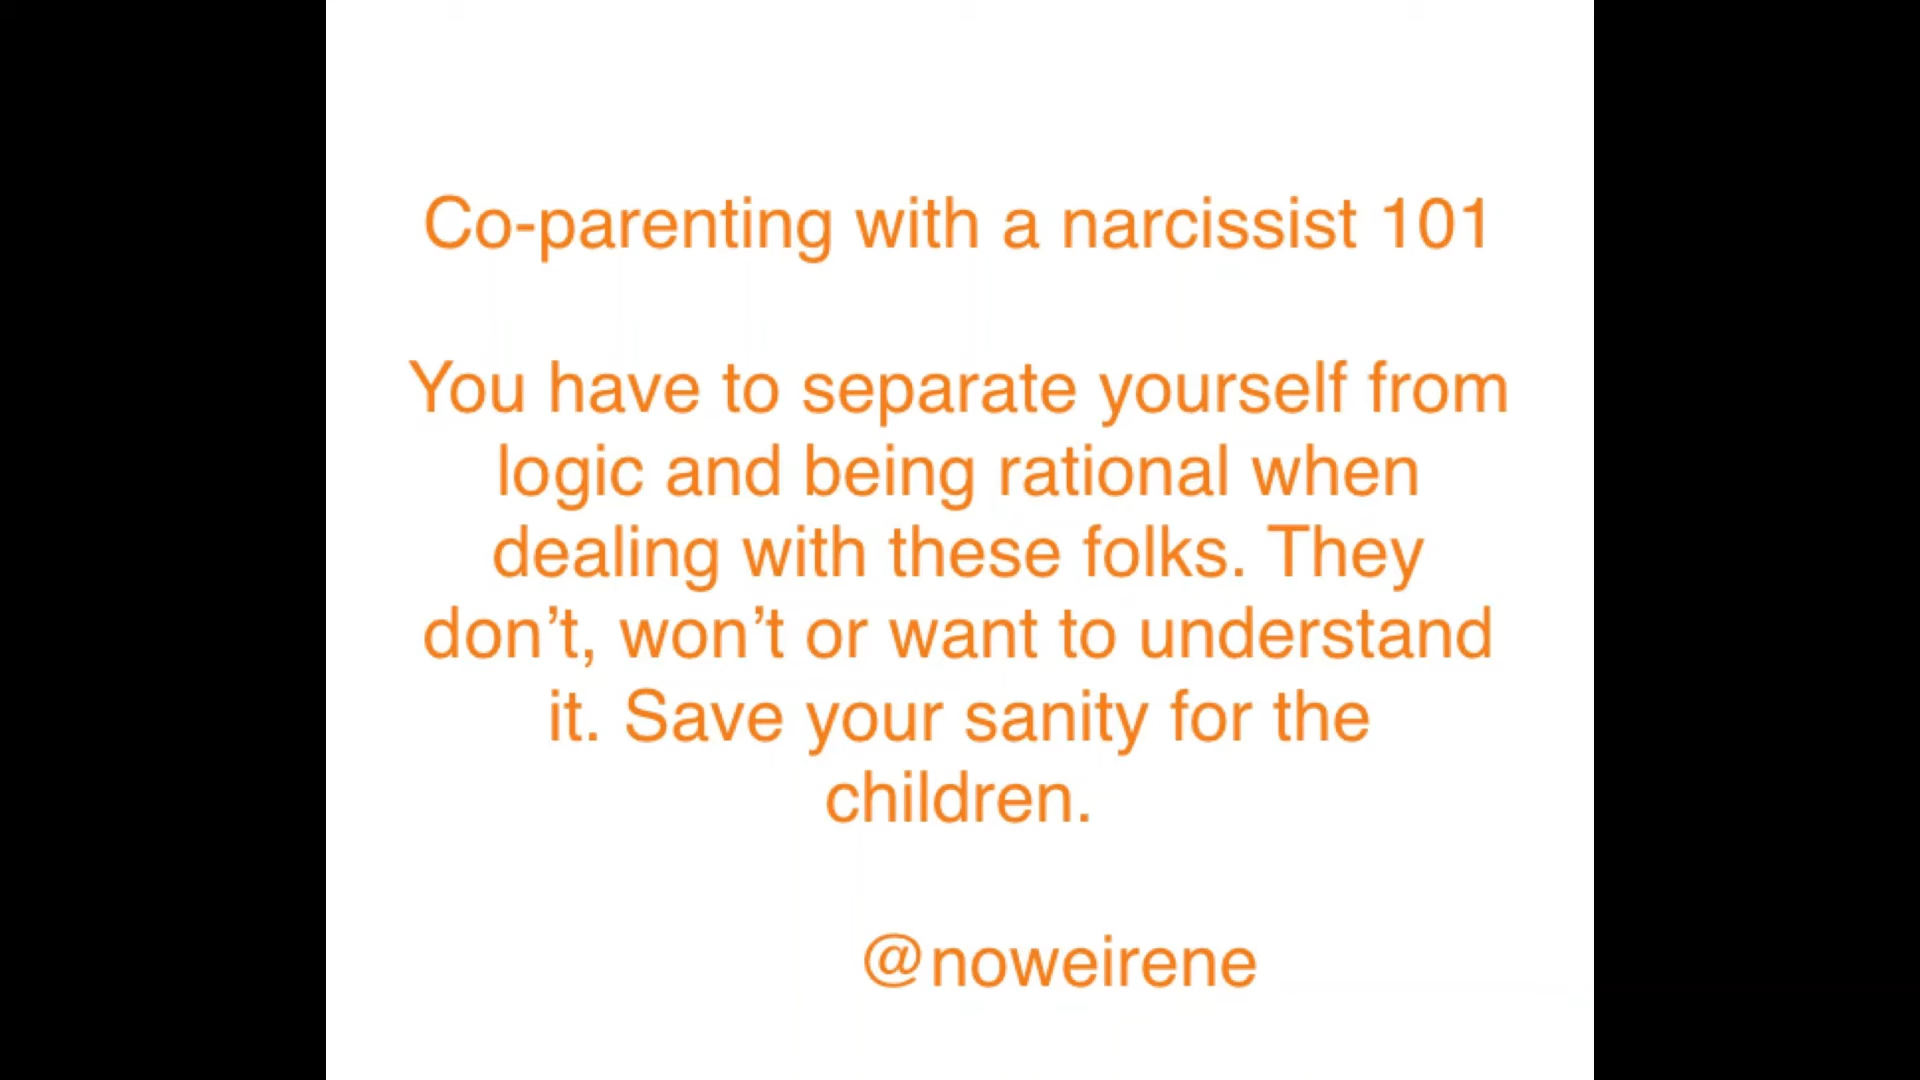 Co-parenting with a narcissist 101
You have to separate yourself from
logic and being rational when
dealing with these folks. They
don’t, won’t or want to understand
it. Save your sanity for the
children.
@noweirene